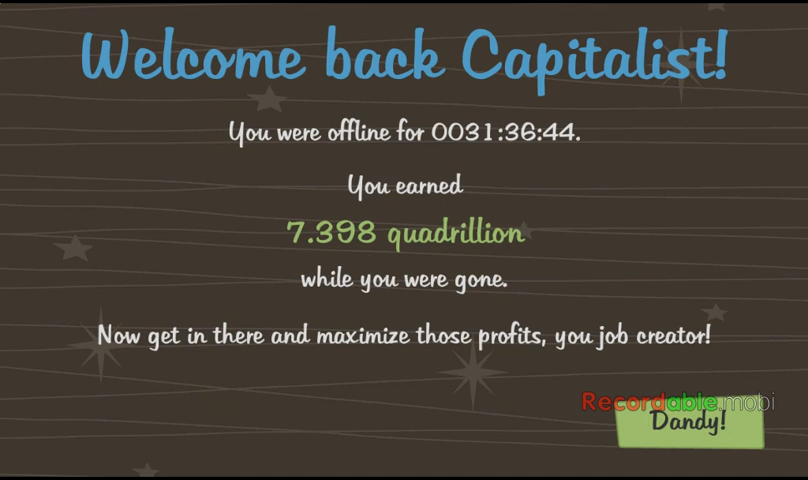 Welcome back Capitalist!
You were offline for 0031:36:44.
You earned
7.398 quadrillion
while you were gone.
Now get in there and maximize those profits, you job creator!
Recordable.mobi
Dandy!